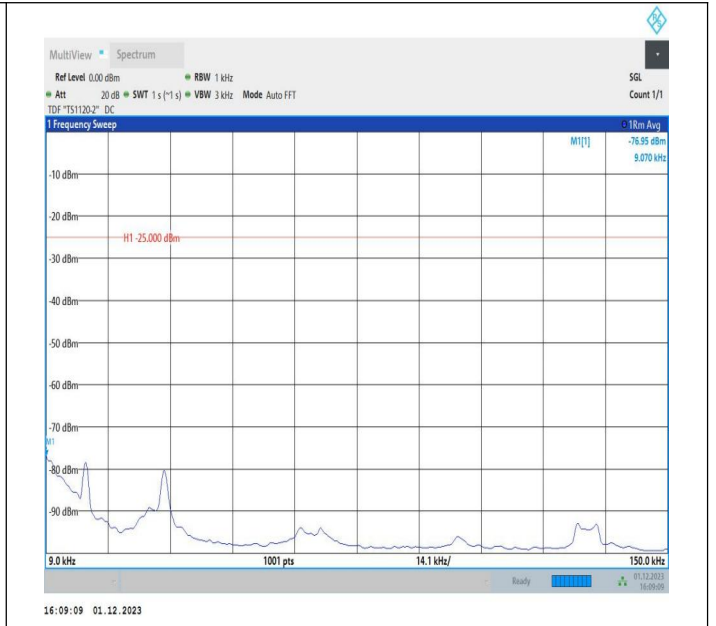 R S
MultiView Spectrum
Ref Level 0.00 dBm RBW 1 kHz SGL
Att 20 dB SWT 1 s (~1 s) VBW 3 kHz Mode Auto FFT Count 1/1
TDF "TS1120-2" DC
1 Frequency Sweep 1Rm Avg
M1[1] -76.95 dBm
9.070 kHz
-10 dBm
-20 dBm
H1 -25.000 dBm
-30 dBm
-40 dBm
-50 dBm
-60 dBm
-70 dBm
M1
-80 dBm
-90 dBm
9.0 kHz 1001 pts 14.1 kHz/ 150.0 kHz
Ready 01.12.2023
16:09:09
16:09:09 01.12.2023